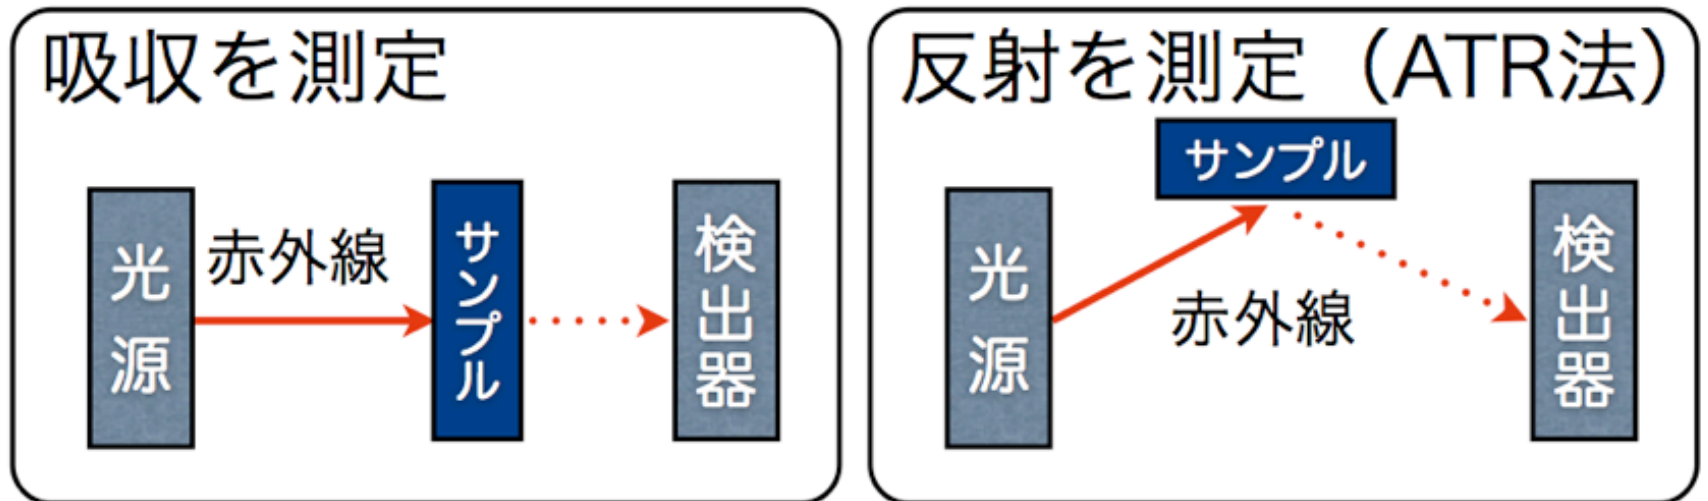 吸収を測定
光源
赤外線
サンプル
検出器
反射を測定（ATR法）
サンプル
光源
赤外線
検出器